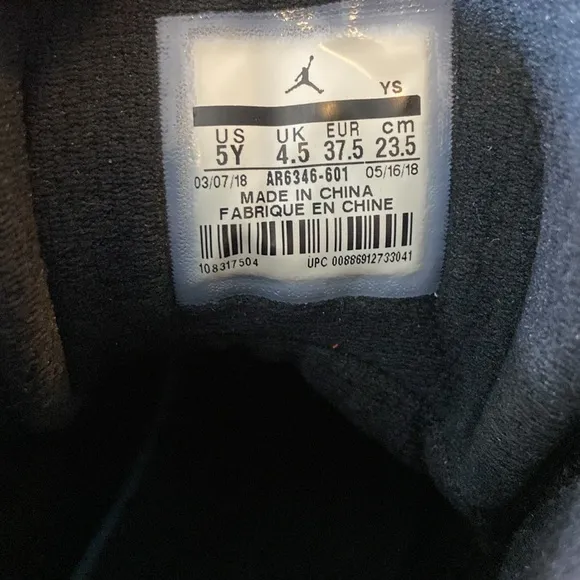 YS
US UK EUR cm
5Y 4.5 37.5 23.5
03/07/18 AR6346-601 05/16/18
MADE IN CHINA
FABRIQUE EN CHINE
108317504 UPC 00886912733041